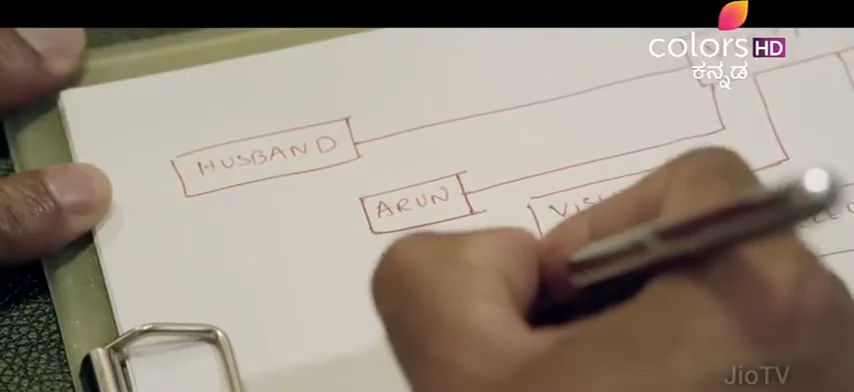 colors HD
ಕನ್ನಡ
HUSBAND
ARUN
JioTV